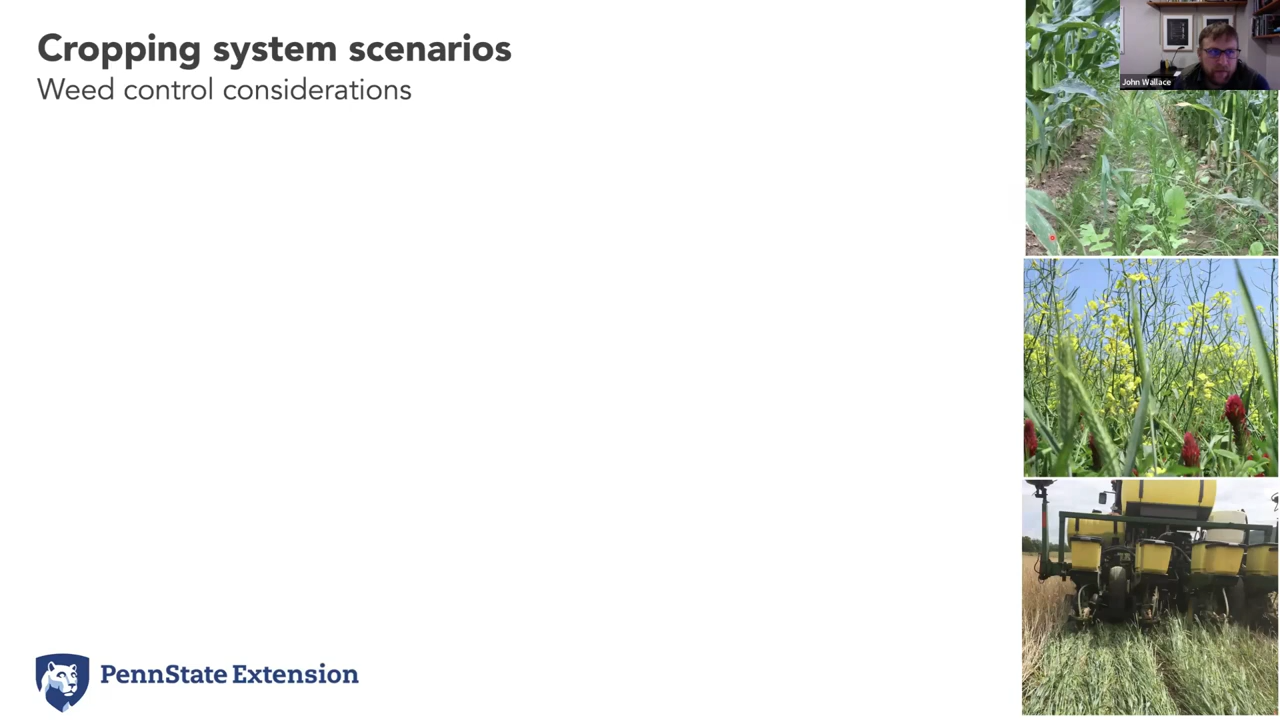 Cropping system scenarios
Weed control considerations
John Wallace
PennState Extension